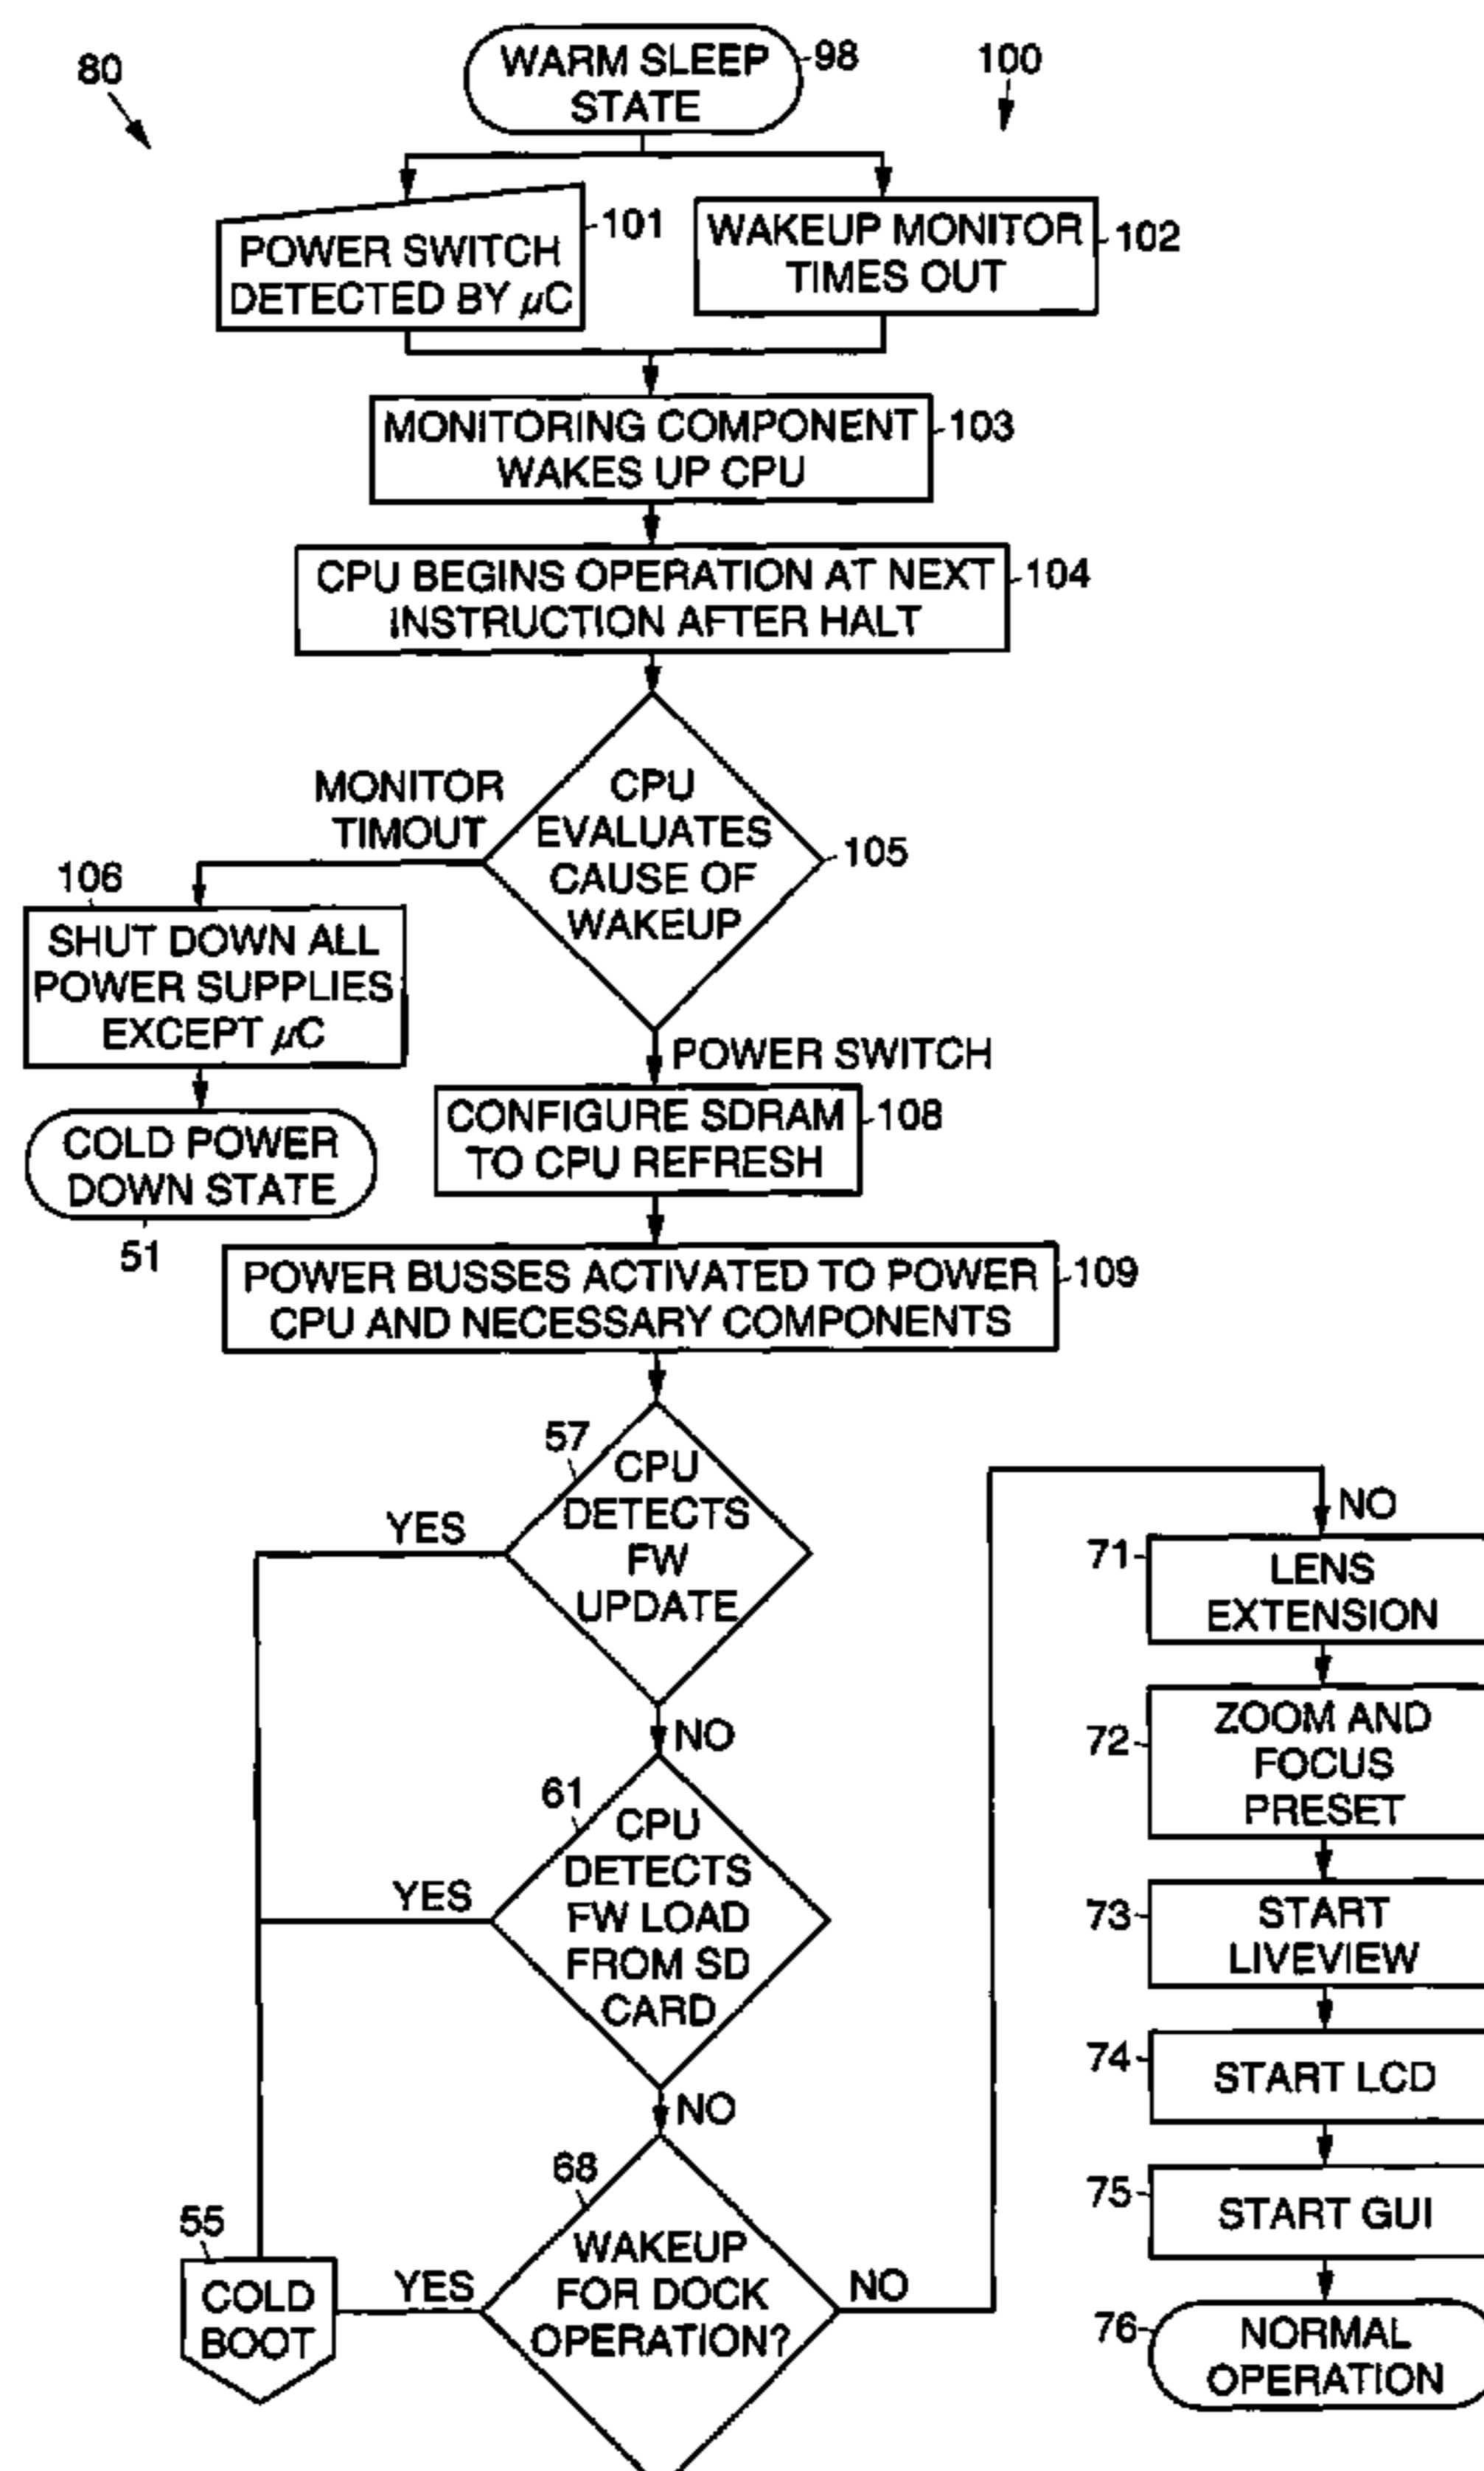 80
WARM SLEEP
STATE
98
100
POWER SWITCH
DETECTED BY μC
101
WAKEUP MONITOR
TIMES OUT
102
MONITORING COMPONENT
WAKES UP CPU
103
CPU BEGINS OPERATION AT NEXT
INSTRUCTION AFTER HALT
104
MONITOR
TIMOUT
CPU
EVALUATES
CAUSE OF
WAKEUP
105
106
SHUT DOWN ALL
POWER SUPPLIES
EXCEPT μC
POWER SWITCH
COLD POWER
DOWN STATE
51
CONFIGURE SDRAM
TO CPU REFRESH
108
POWER BUSSES ACTIVATED TO POWER
CPU AND NECESSARY COMPONENTS
109
57
CPU
DETECTS
FW
UPDATE
YES
NO
61
CPU
DETECTS
FW LOAD
FROM SD
CARD
YES
NO
68
WAKEUP
FOR DOCK
OPERATION?
YES
NO
55
COLD
BOOT
NO
71
LENS
EXTENSION
72
ZOOM AND
FOCUS
PRESET
73
START
LIVEVIEW
74
START LCD
75
START GUI
76
NORMAL
OPERATION